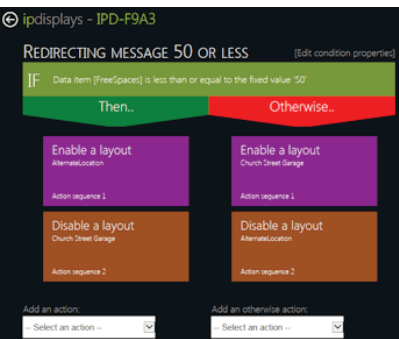 ipdisplays - IPD-F9A3
REDIRECTING MESSAGE 50 OR LESS
[Edit condition properties]
IF Data item [FreeSpaces] is less than or equal to the fixed value '50'
Then..
Otherwise..
Enable a layout
AlternateLocation
Action sequence 1
Enable a layout
Church Street Garage
Action sequence 1
Disable a layout
Church Street Garage
Action sequence 2
Disable a layout
AlternateLocation
Action sequence 2
Add an action:
-- Select an action --
Add an otherwise action:
-- Select an action --